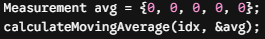 Measurement avg = {0, 0, 0, 0, 0};
calculateMovingAverage(idx, &avg);